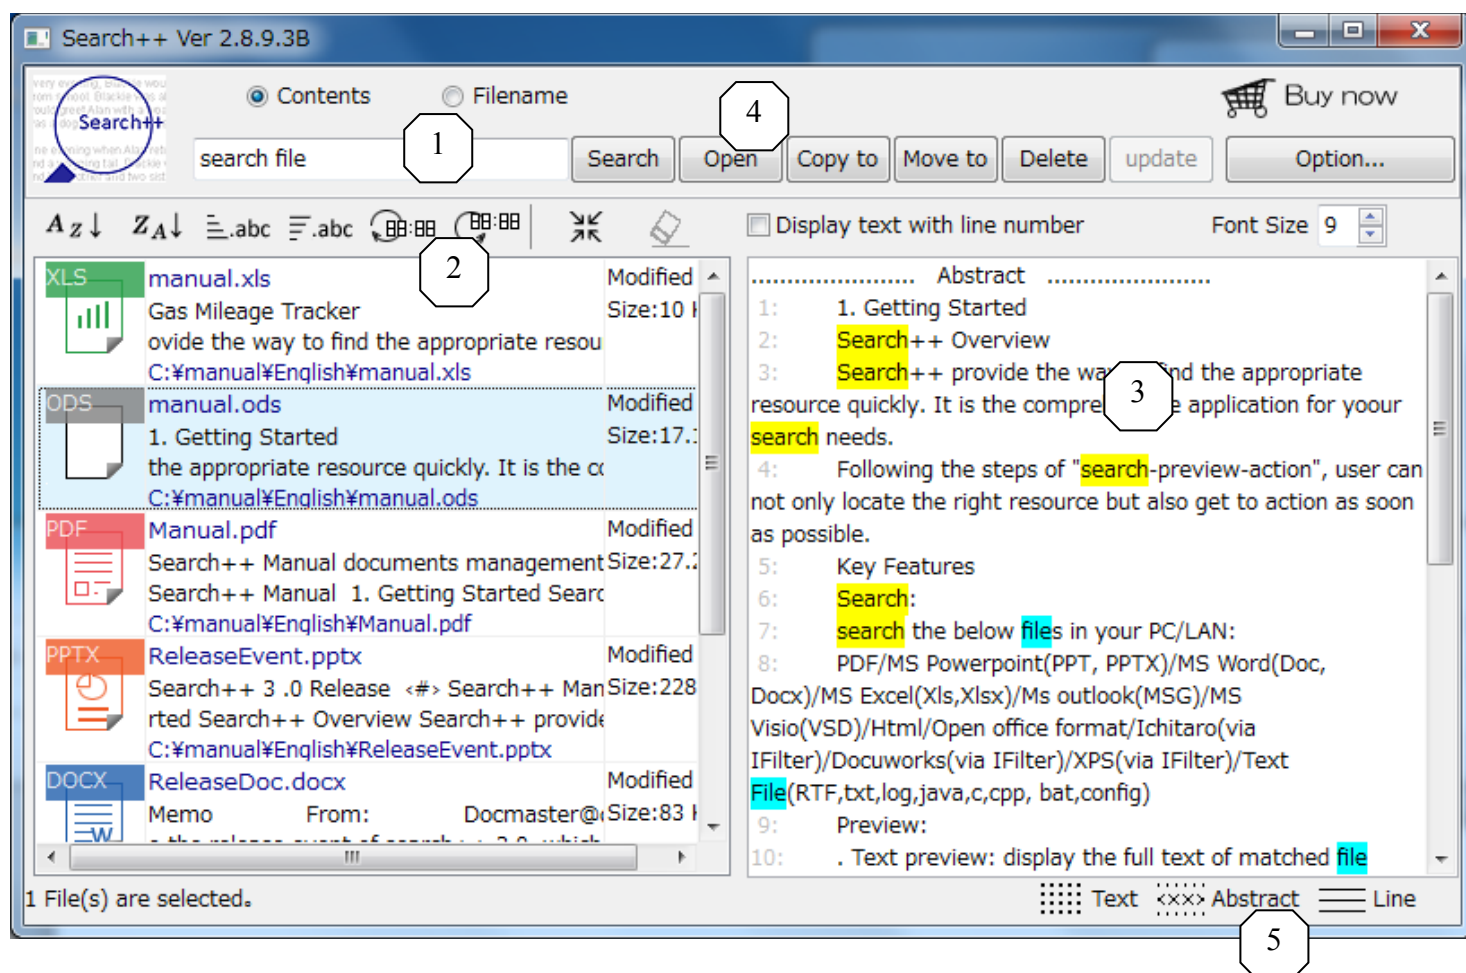 Search++ Ver 2.8.9.3B
Search++
Contents
Filename
4
Buy now
1
search file
Search
Open
Copy to
Move to
Delete
update
Option...
A Z↓
Z A↓
.abc
.abc
Display text with line number
Font Size 9
2
XLS
manual.xls
Modified
Gas Mileage Tracker
Size:10
ovide the way to find the appropriate resou
C:¥manual¥English¥manual.xls
ODS
manual.ods
Modified
1. Getting Started
Size:17.
the appropriate resource quickly. It is the
C:¥manual¥English¥manual.ods
PDF
Manual.pdf
Modified
Search++ Manual documents management
Size:27.
Search++ Manual 1. Getting Started Searc
C:¥manual¥English¥Manual.pdf
PPTX
ReleaseEvent.pptx
Modified
Search++ 3 .0 Release <#> Search++ Man
Size:228
rted Search++ Overview Search++ provide
C:¥manual¥English¥ReleaseEvent.pptx
DOCX
ReleaseDoc.docx
Modified
Memo From: Docmaster@
Size:83
W
...................... Abstract ......................
1: 1. Getting Started
2: Search++ Overview
3: Search++ provide the the appropriate
3
resource quickly. It is the application for yoour
search needs.
4: Following the steps of "search-preview-action", user can
not only locate the right resource but also get to action as soon
as possible.
5: Key Features
6: Search:
7: search the below files in your PC/LAN:
8: PDF/MS Powerpoint(PPT, PPTX)/MS Word(Doc,
Docx)/MS Excel(Xls,Xlsx)/Ms outlook(MSG)/MS
Visio(VSD)/Html/Open office format/Ichitaro(via
IFilter)/Docuworks(via IFilter)/XPS(via IFilter)/Text
File(RTF,txt,log,java,c,cpp, bat,config)
9: Preview:
10: . Text preview: display the full text of matched file
1 File(s) are selected。
Text
<xx> Abstract
Line
5